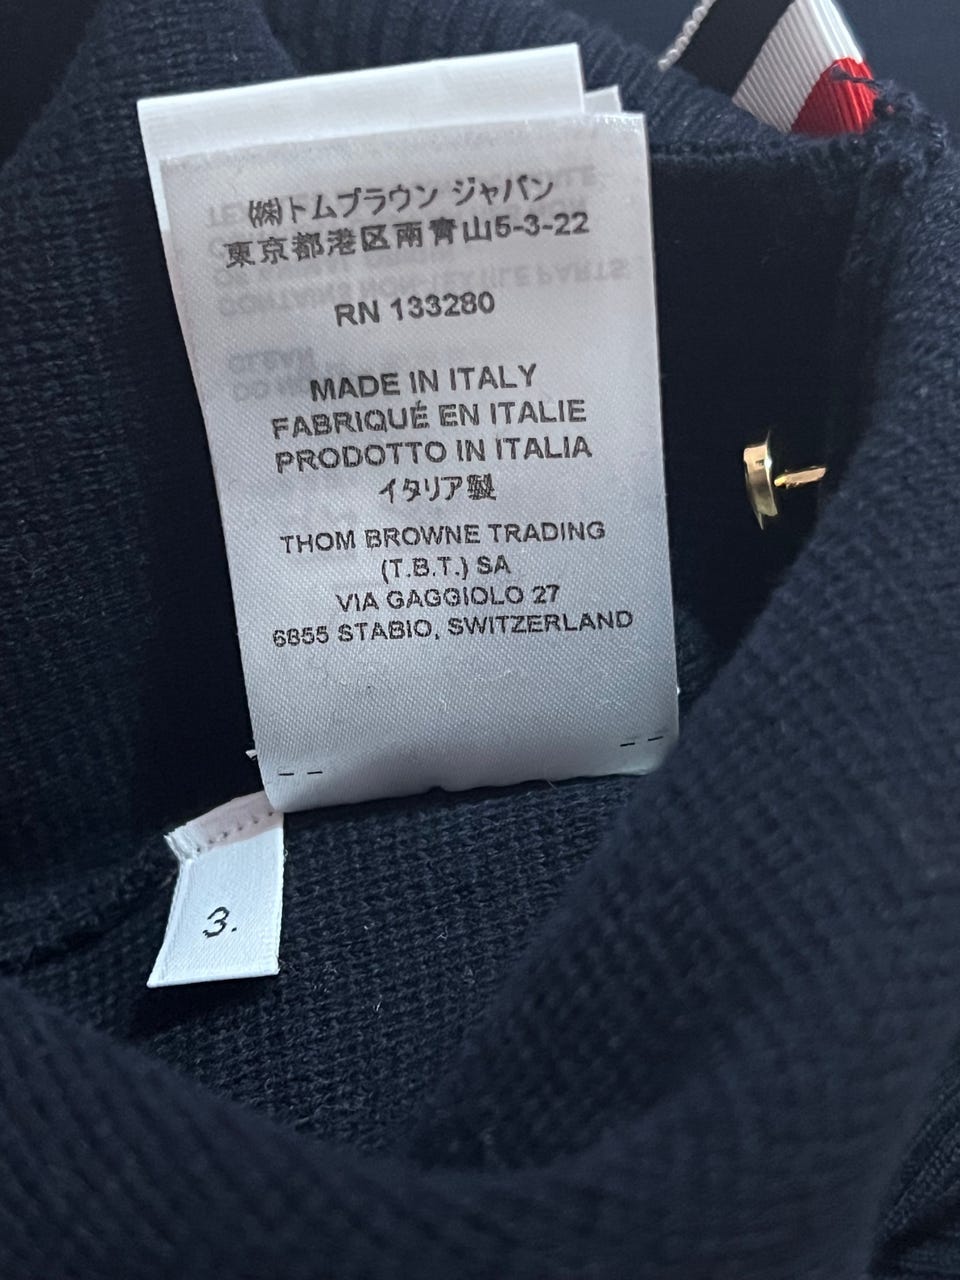 ㈱トムブラウン ジャパン
東京都港区南青山5-3-22
RN 133280
MADE IN ITALY
FABRIQUÉ EN ITALIE
PRODOTTO IN ITALIA
イタリア製
THOM BROWNE TRADING
(T.B.T.) SA
VIA GAGGIOLO 27
6855 STABIO, SWITZERLAND
3.